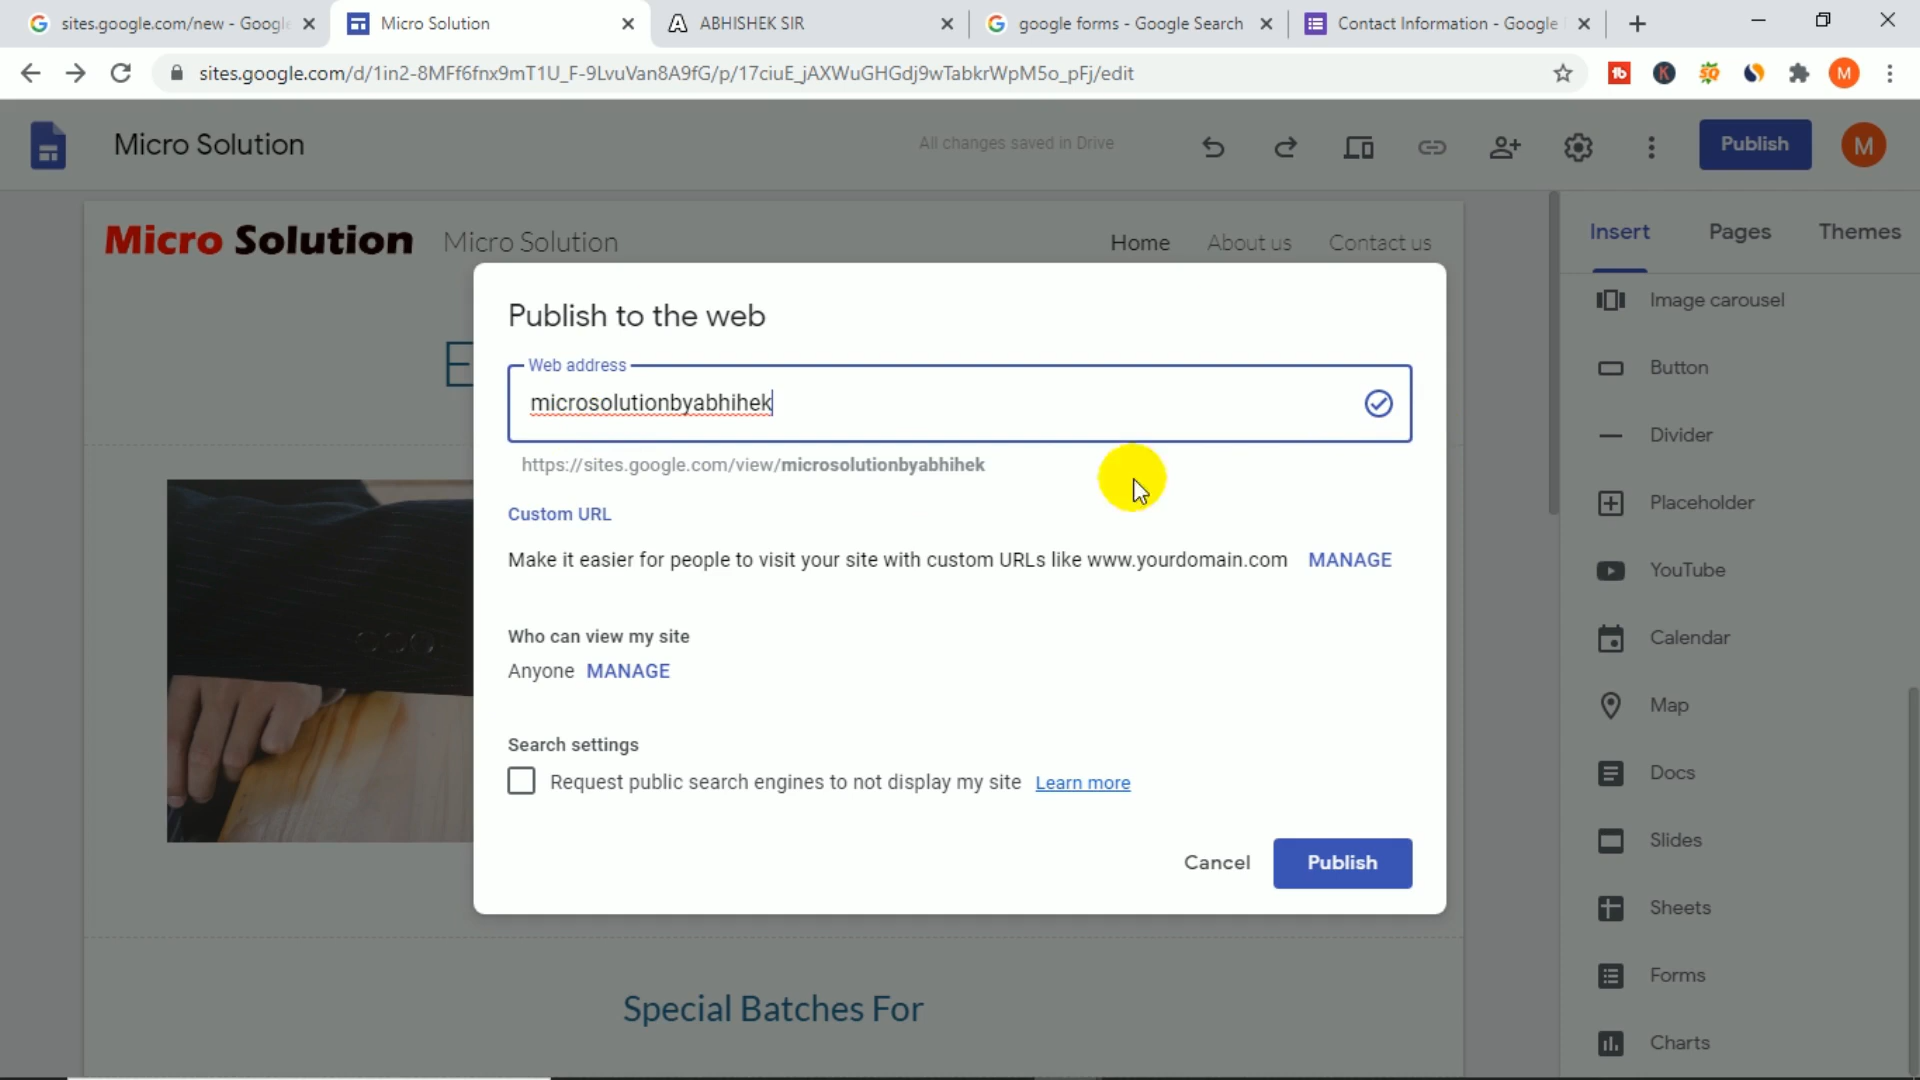 sites.google.com/new - Google
Micro Solution
ABHISHEK SIR
google forms - Google Search
Contact Information - Google
sites.google.com/d/1in2-8MFf6fnx9mT1U_F-9LvuVan8A9fG/p/17ciuE_jAXWuGHGdj9wTabkrWpM5o_pFj/edit
M
Micro Solution
All changes saved in Drive
Publish
M
Micro Solution
Micro Solution
Home
About us
Contact us
Insert
Pages
Themes
E
Publish to the web
Web address
microsolutionbyabhihek
https://sites.google.com/view/microsolutionbyabhihek
Custom URL
Make it easier for people to visit your site with custom URLs like www.yourdomain.com MANAGE
Who can view my site
Anyone MANAGE
Search settings
Request public search engines to not display my site Learn more
Cancel
Publish
Special Batches For
Image carousel
Button
Divider
Placeholder
YouTube
Calendar
Map
Docs
Slides
Sheets
Forms
Charts